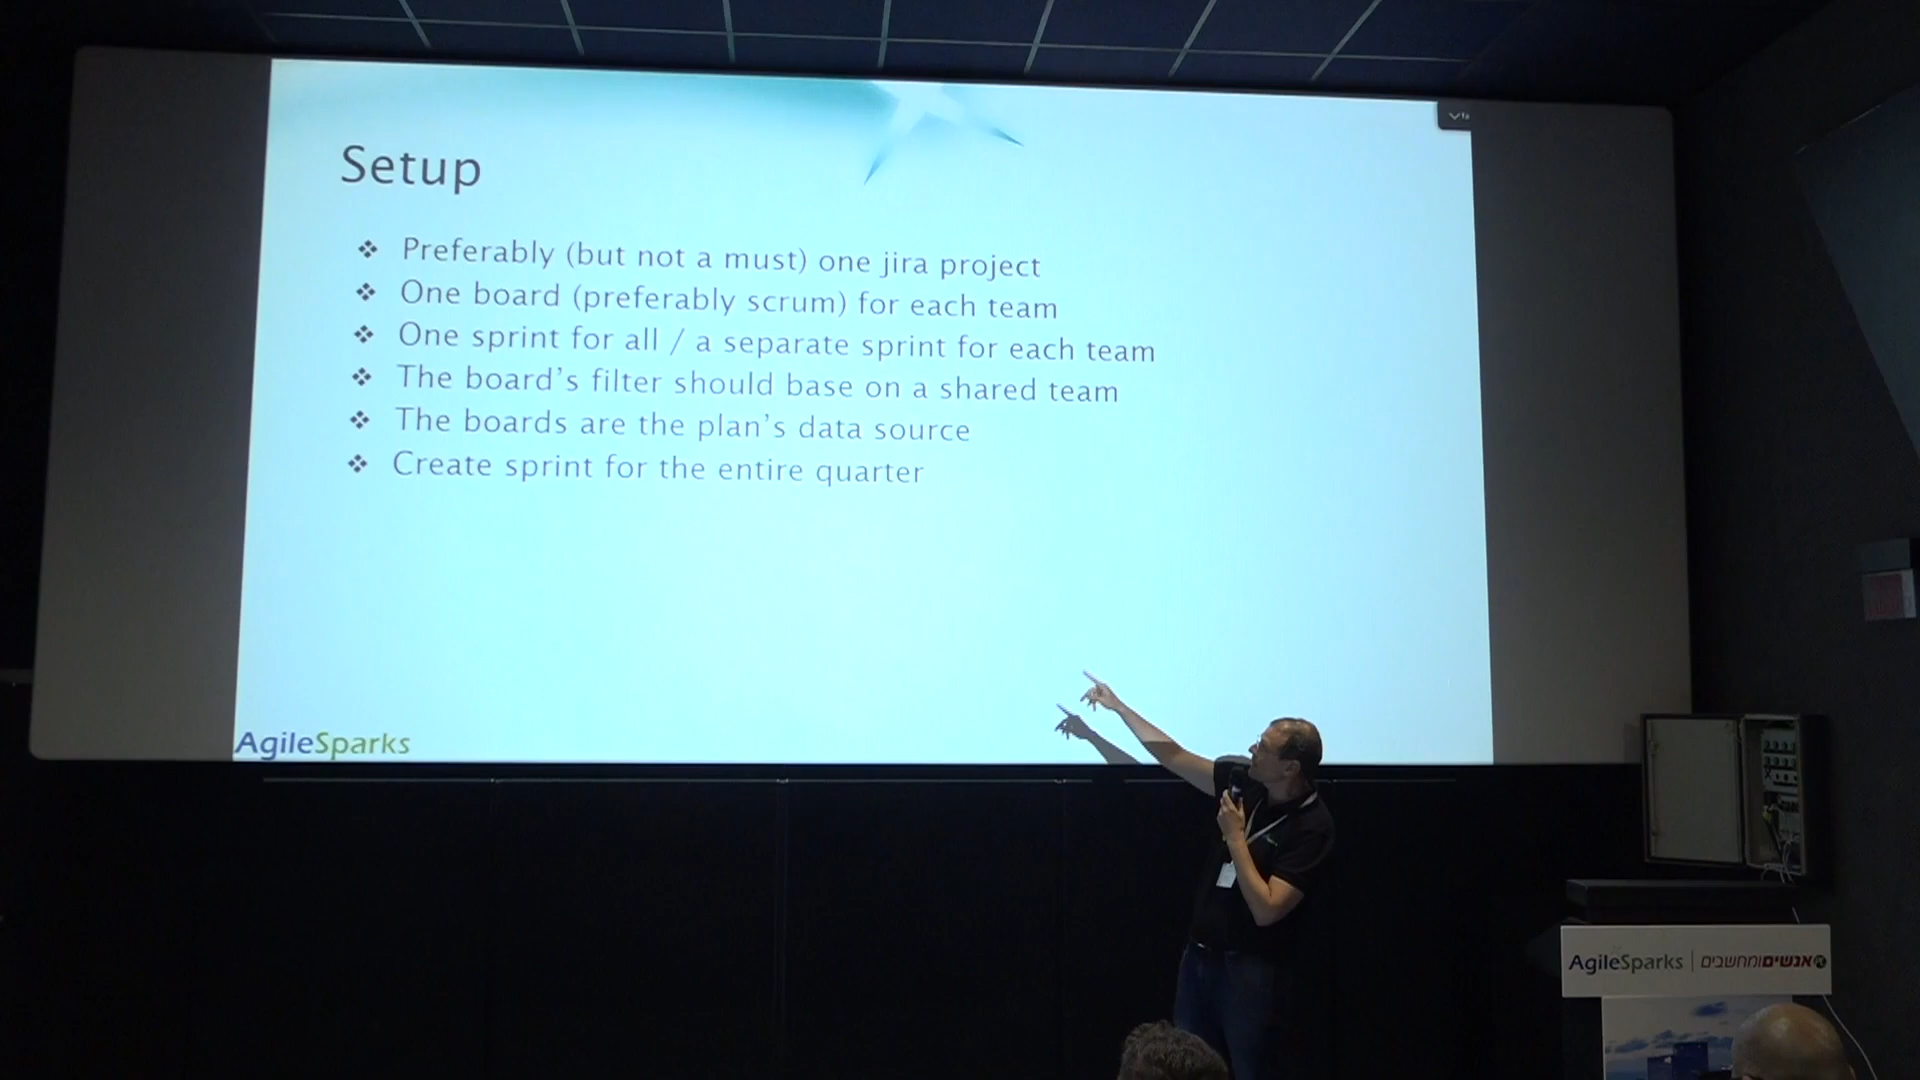 Setup
❖ Preferably (but not a must) one jira project
❖ One board (preferably scrum) for each team
❖ One sprint for all / a separate sprint for each team
❖ The board's filter should base on a shared team
❖ The boards are the plan's data source
❖ Create sprint for the entire quarter
AgileSparks
AgileSparks | אנשיםומחשבים